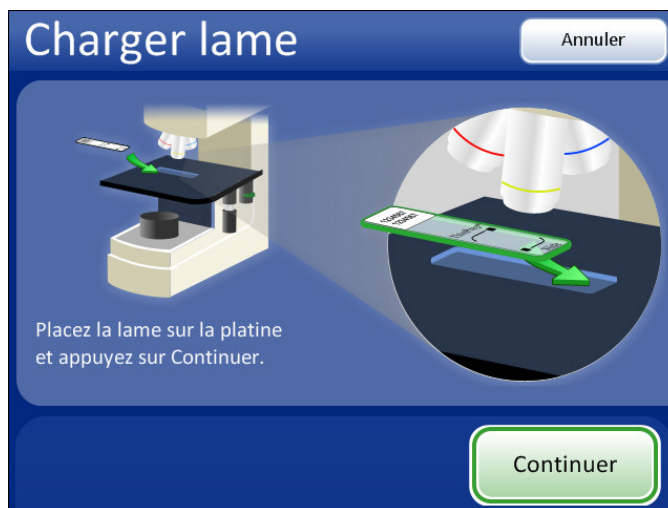 Charger lame
Annuler
Placez la lame sur la platine
et appuyez sur Continuer.
Continuer